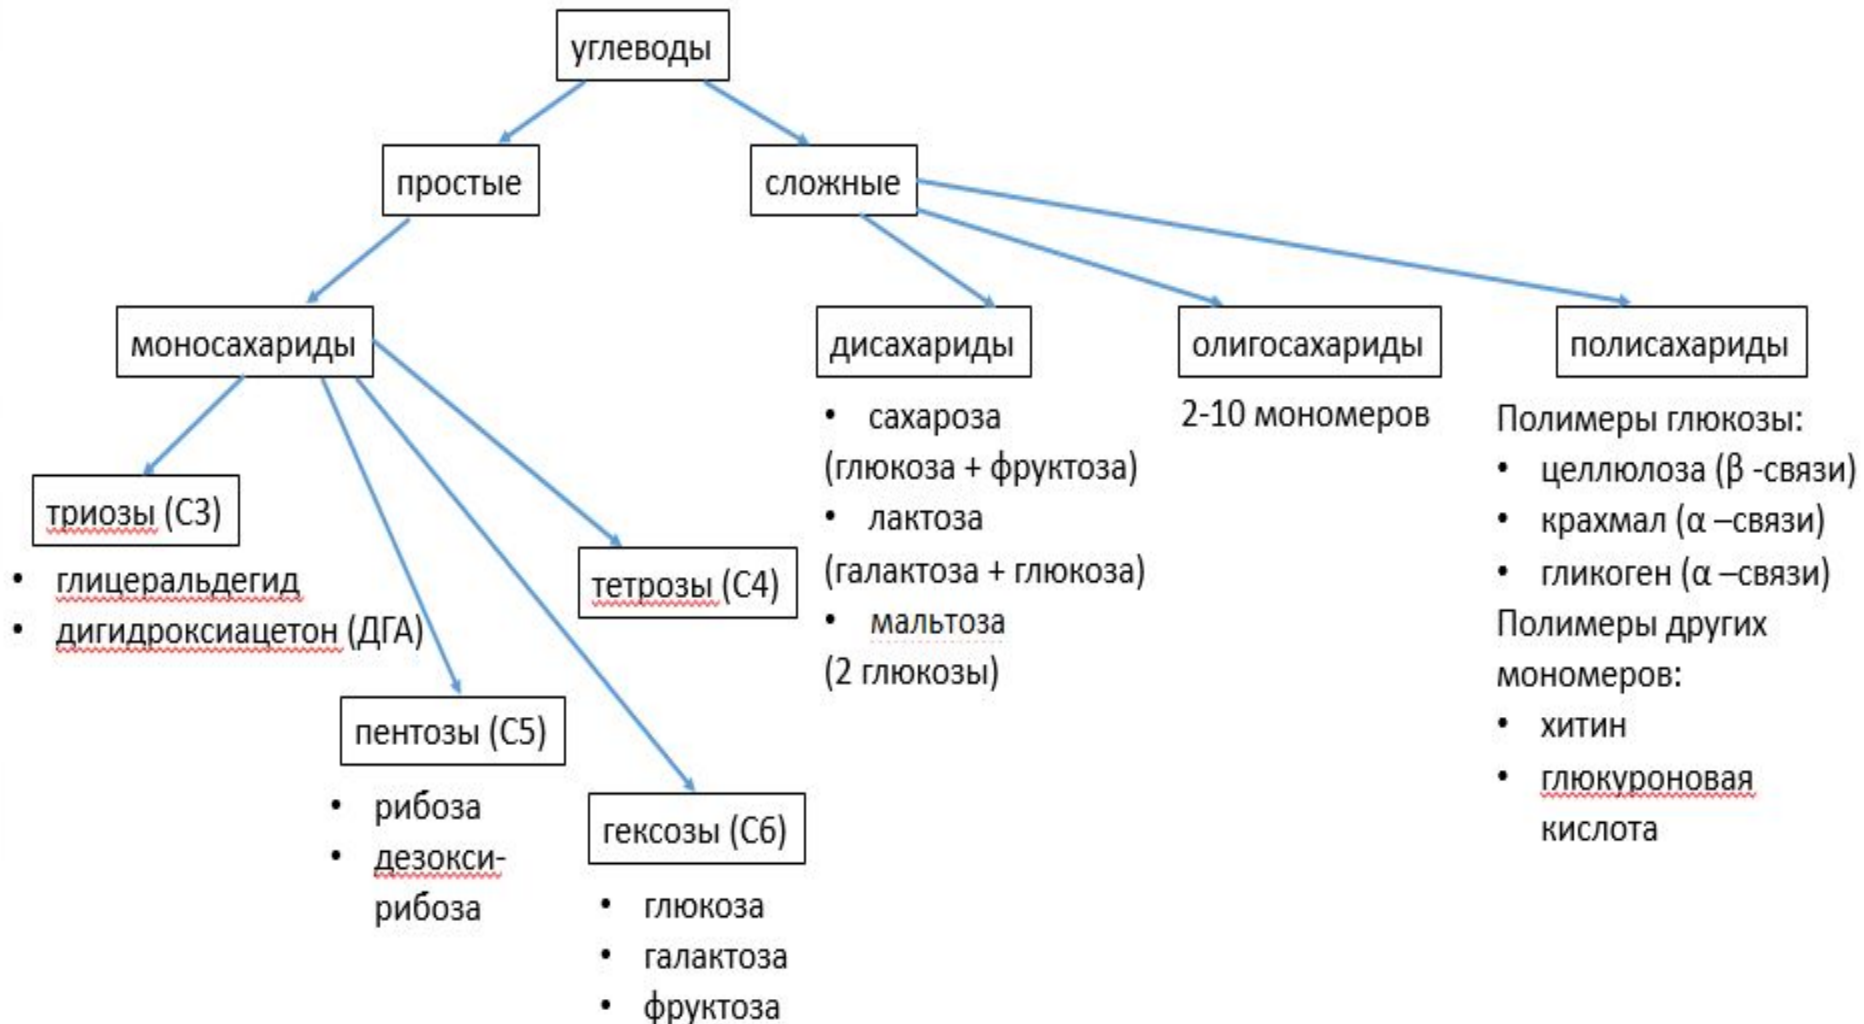 углеводы
простые
сложные
моносахариды
дисахариды
олигосахариды
полисахариды
триозы (С3)
• глицеральдегид
• дигидроксиацетон (ДГА)
тетрозы (С4)
пентозы (С5)
• рибоза
• дезокси-
рибоза
гексозы (С6)
• глюкоза
• галактоза
• фруктоза
• сахароза
(глюкоза + фруктоза)
• лактоза
(галактоза + глюкоза)
• мальтоза
(2 глюкозы)
2-10 мономеров
Полимеры глюкозы:
• целлюлоза (β -связи)
• крахмал (α –связи)
• гликоген (α –связи)
Полимеры других
мономеров:
• хитин
• глюкуроновая
кислота